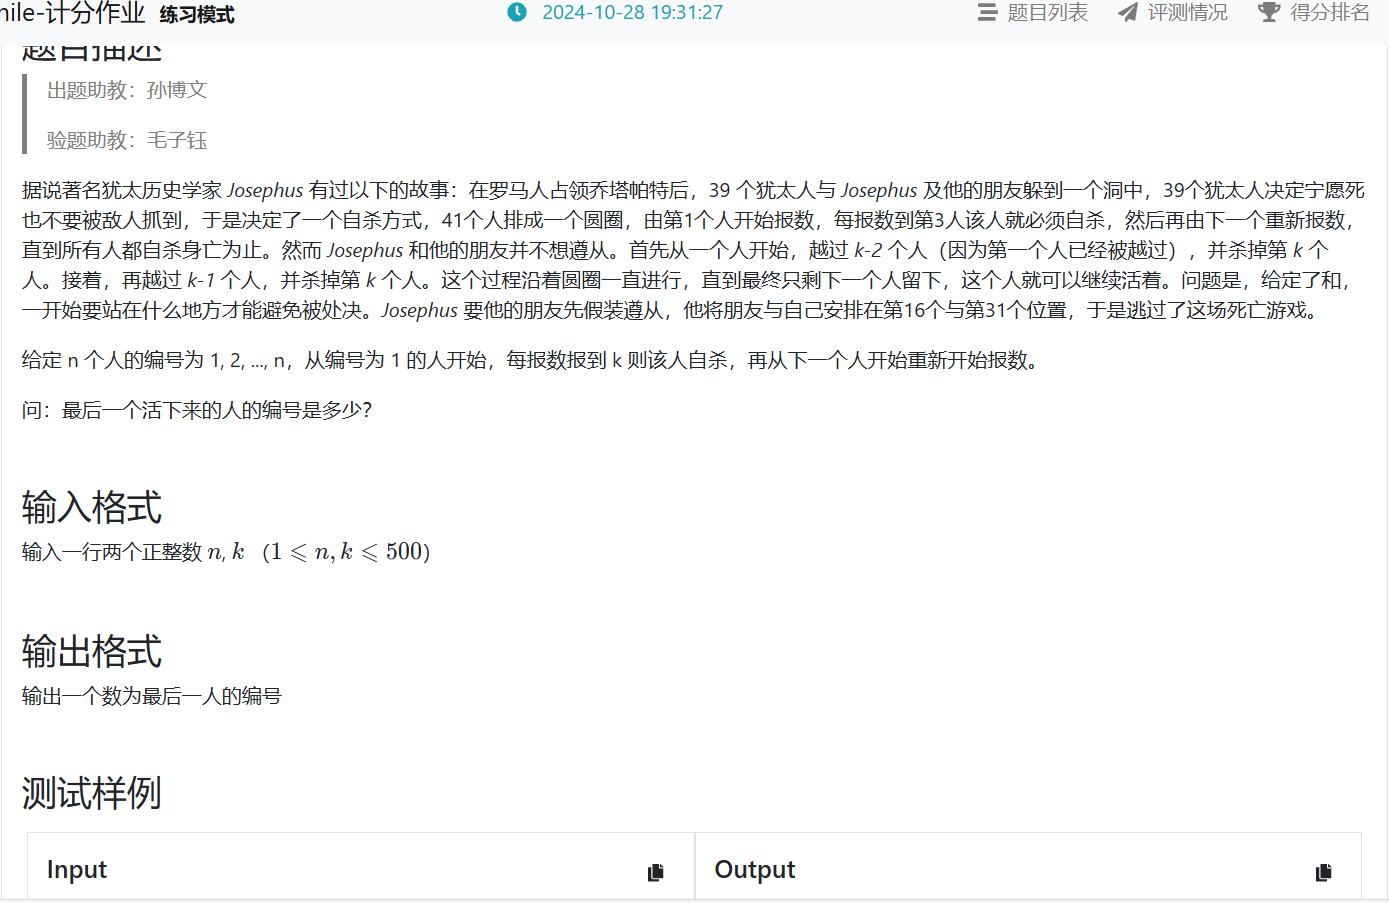 hile-计分作业 练习模式 2024-10-28 19:31:27 题目列表 评测情况 得分排名
题目描述
出题助教：孙博文
验题助教：毛子钰
据说著名犹太历史学家 Josephus 有过以下的故事：在罗马人占领乔塔帕特后，39 个犹太人与 Josephus 及他的朋友躲到一个洞中，39个犹太人决定宁愿死
也不要被敌人抓到，于是决定了一个自杀方式，41个人排成一个圆圈，由第1个人开始报数，每报数到第3人该人就必须自杀，然后再由下一个重新报数，
直到所有人都自杀身亡为止。然而 Josephus 和他的朋友并不想遵从。首先从一个人开始，越过 k-2 个人（因为第一个人已经被越过），并杀掉第 k 个
人。接着，再越过 k-1 个人，并杀掉第 k 个人。这个过程沿着圆圈一直进行，直到最终只剩下一个人留下，这个人就可以继续活着。问题是，给定了和，
一开始要站在什么地方才能避免被处决。Josephus 要他的朋友先假装遵从，他将朋友与自己安排在第16个与第31个位置，于是逃过了这场死亡游戏。
给定 n 个人的编号为 1, 2, ..., n，从编号为 1 的人开始，每报数报到 k 则该人自杀，再从下一个人开始重新开始报数。
问：最后一个活下来的人的编号是多少？
输入格式
输入一行两个正整数 n, k （1 ⩽ n, k ⩽ 500）
输出格式
输出一个数为最后一人的编号
测试样例
Input Output